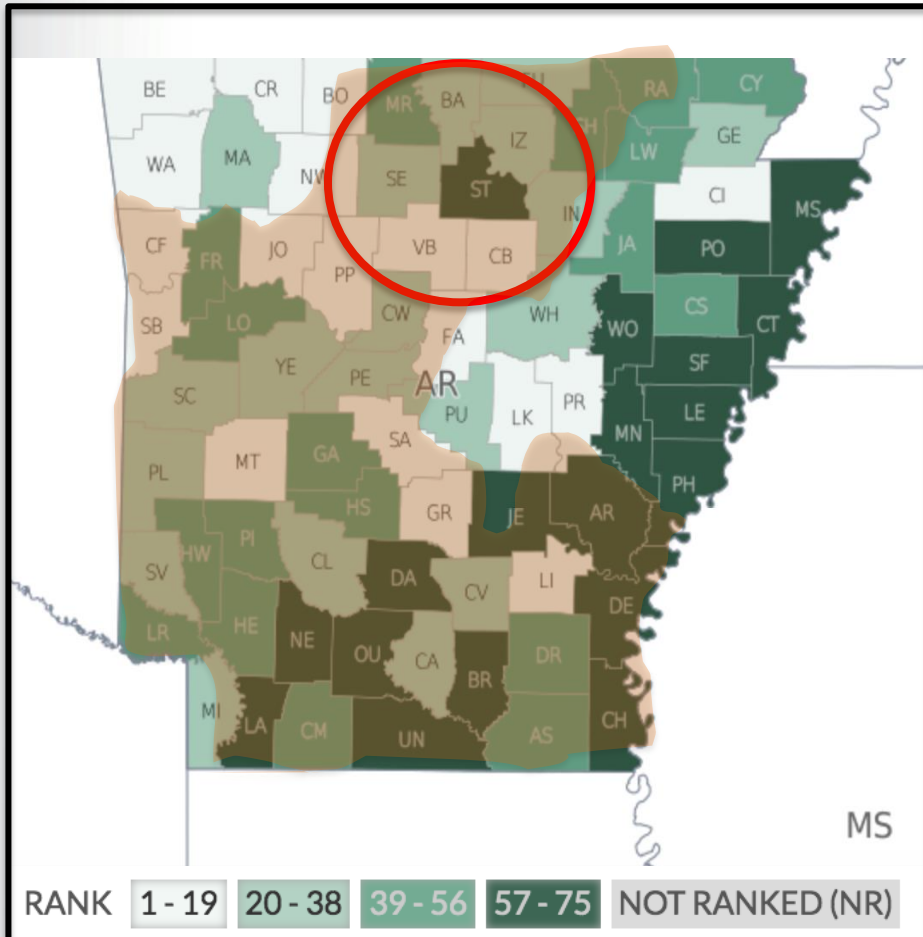 BE CR BO MR BA RA CY
SH GE
WA MA NW SE IZ LW
ST CI
IN MS
CF FR JO PP VB CB JA PO
SB LO CW FA WH WO CS CT
YE SF
SC PE AR
PU LK PR LE
MT GA SA MN
PL PH
HS GR JE AR
HW PI
SV CL DA CV LI
LR HE NE OU CA DR DE
BR
MI LA CM UN AS CH
MS
RANK 1 - 19 20 - 38 39 - 56 57 - 75 NOT RANKED (NR)